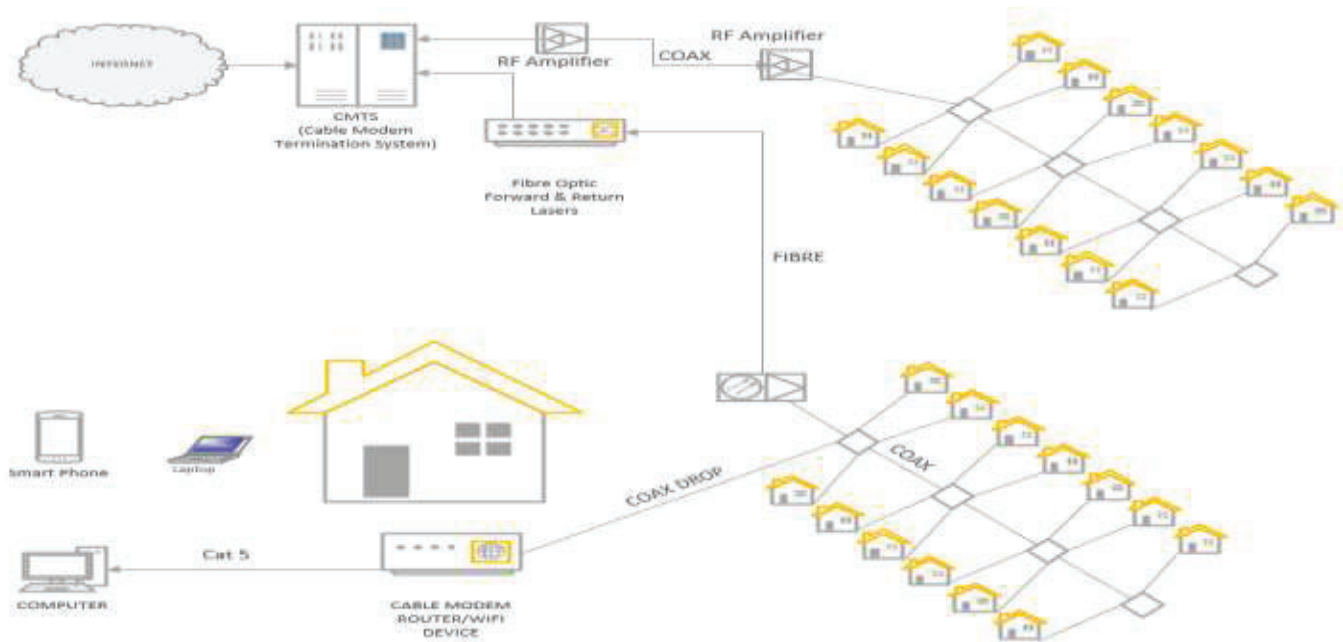 INTERNET
CMTS
(Cable Modem
Termination System)
RF Amplifier
COAX
RF Amplifier
Fibre Optic
Forward & Return
Lasers
FIBRE
Smart Phone
Laptop
COAX DROP
COAX
Cat 5
COMPUTER
CABLE MODEM
ROUTER/WIFI
DEVICE